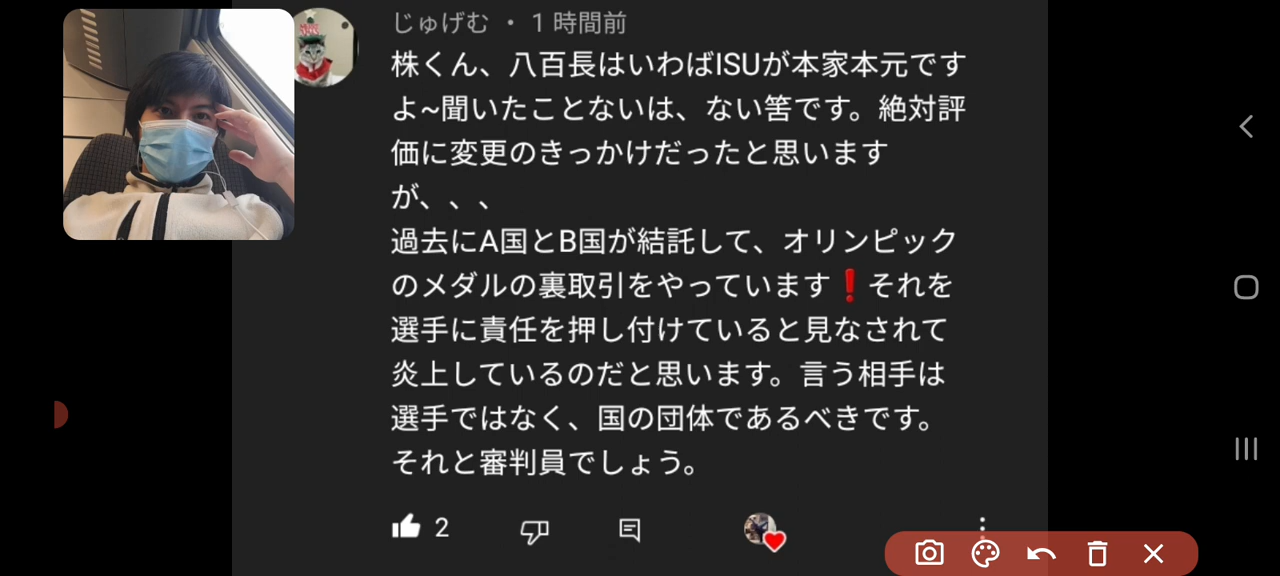 じゅげむ ・ 1 時間前
株くん、八百長はいわばISUが本家本元です
よ~聞いたことないは、ない筈です。絶対評
価に変更のきっかけだったと思います
が、、、
過去にA国とB国が結託して、オリンピック
のメダルの裏取引をやっています❗それを
選手に責任を押し付けていると見なされて
炎上しているのだと思います。言う相手は
選手ではなく、国の団体であるべきです。
それと審判員でしょう。
2